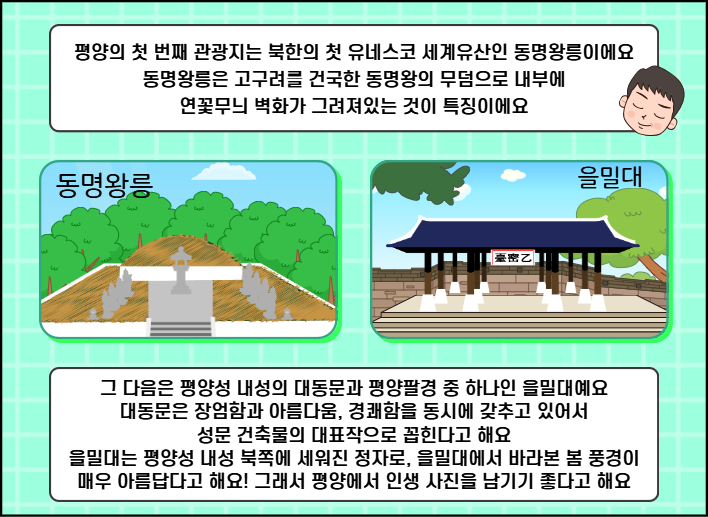 평양의 첫 번째 관광지는 북한의 첫 유네스코 세계유산인 동명왕릉이에요
동명왕릉은 고구려를 건국한 동명왕의 무덤으로 내부에
연꽃무늬 벽화가 그려져있는 것이 특징이에요
동명왕릉
을밀대
臺密乙
그 다음은 평양성 내성의 대동문과 평양팔경 중 하나인 을밀대예요
대동문은 장엄함과 아름다움, 경쾌함을 동시에 갖추고 있어서
성문 건축물의 대표작으로 꼽힌다고 해요
을밀대는 평양성 내성 북쪽에 세워진 정자로, 을밀대에서 바라본 봄 풍경이
매우 아름답다고 해요! 그래서 평양에서 인생 사진을 남기기 좋다고 해요